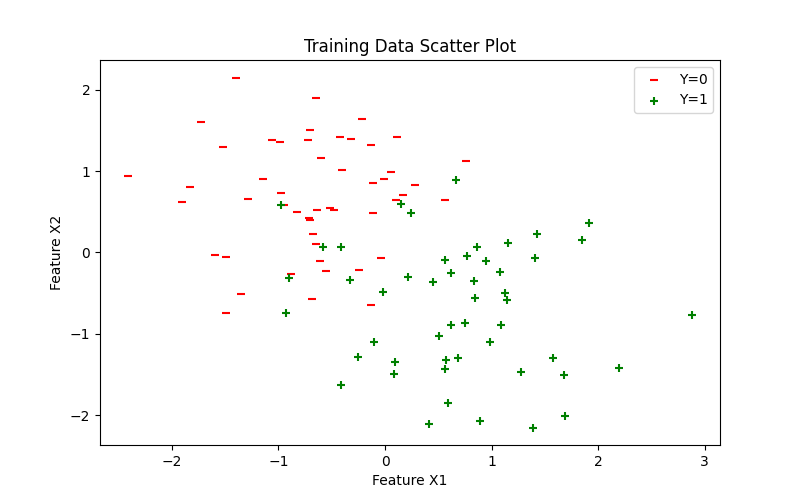 Training Data Scatter Plot
Y=0
Y=1
2
1
0
−1
−2
Feature X2
−2
−1
0
1
2
3
Feature X1